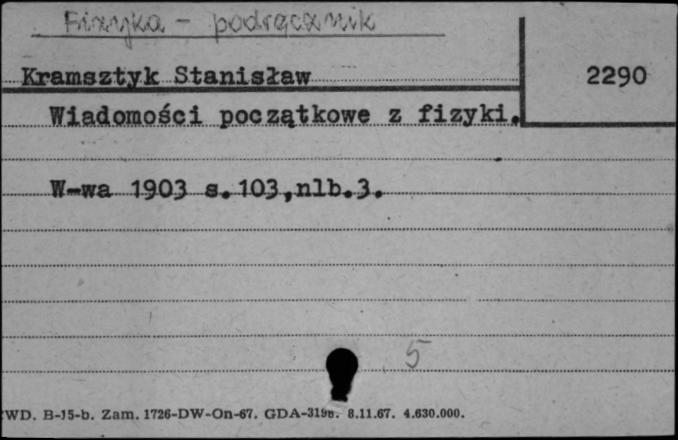 Fizyka - podręcznik
Kramsztyk Stanisław
2290
Wiadomości początkowe z fizyki.
W-wa 1903 s.103,nlb.3.
5
WD. B-15-b. Zam. 1726-DW-On-67. GDA-319b. 8.11.67. 4.630.000.